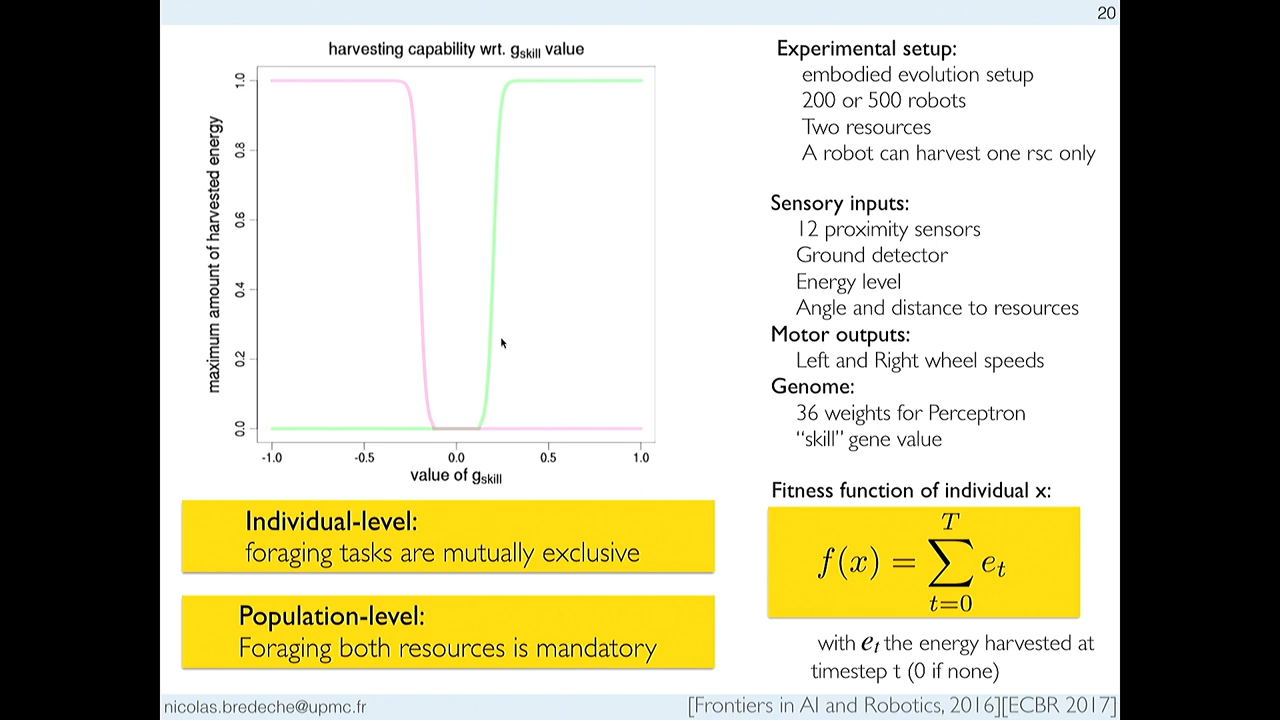 20
harvesting capability wrt. gskill value
maximum amount of harvested energy
1.0
0.8
0.6
0.4
0.2
0.0
-1.0 -0.5 0.0 0.5 1.0
value of gskill
Individual-level:
foraging tasks are mutually exclusive
Population-level:
Foraging both resources is mandatory
Experimental setup:
embodied evolution setup
200 or 500 robots
Two resources
A robot can harvest one rsc only
Sensory inputs:
12 proximity sensors
Ground detector
Energy level
Angle and distance to resources
Motor outputs:
Left and Right wheel speeds
Genome:
36 weights for Perceptron
“skill” gene value
Fitness function of individual x:
T
f(x) = ∑ et
t=0
with et the energy harvested at
timestep t (0 if none)
nicolas.bredeche@upmc.fr
[Frontiers in AI and Robotics, 2016][ECBR 2017]